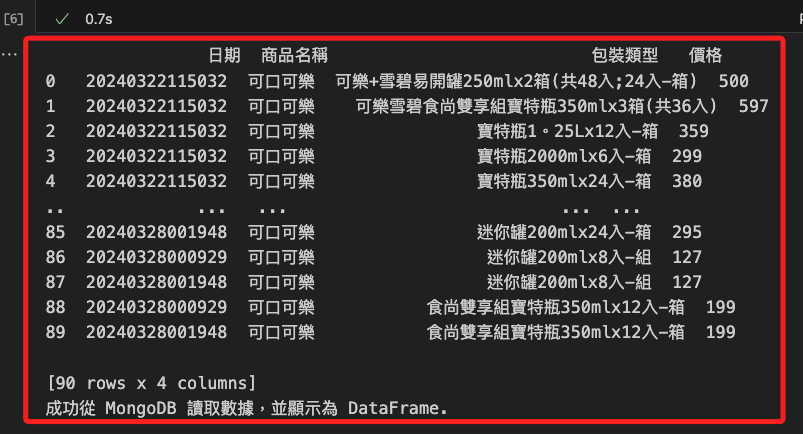 [6] ✓ 0.7s
... 日期 商品名稱 包裝類型 價格
0 20240322115032 可口可樂 可樂+雪碧易開罐250mlx2箱(共48入;24入-箱) 500
1 20240322115032 可口可樂 可樂雪碧食尚雙享組寶特瓶350mlx3箱(共36入) 597
2 20240322115032 可口可樂 寶特瓶1。25Lx12入-箱 359
3 20240322115032 可口可樂 寶特瓶2000mlx6入-箱 299
4 20240322115032 可口可樂 寶特瓶350mlx24入-箱 380
.. ... ... ... ...
85 20240328001948 可口可樂 迷你罐200mlx24入-箱 295
86 20240328000929 可口可樂 迷你罐200mlx8入-組 127
87 20240328001948 可口可樂 迷你罐200mlx8入-組 127
88 20240328000929 可口可樂 食尚雙享組寶特瓶350mlx12入-箱 199
89 20240328001948 可口可樂 食尚雙享組寶特瓶350mlx12入-箱 199
[90 rows x 4 columns]
成功從 MongoDB 讀取數據，並顯示為 DataFrame.